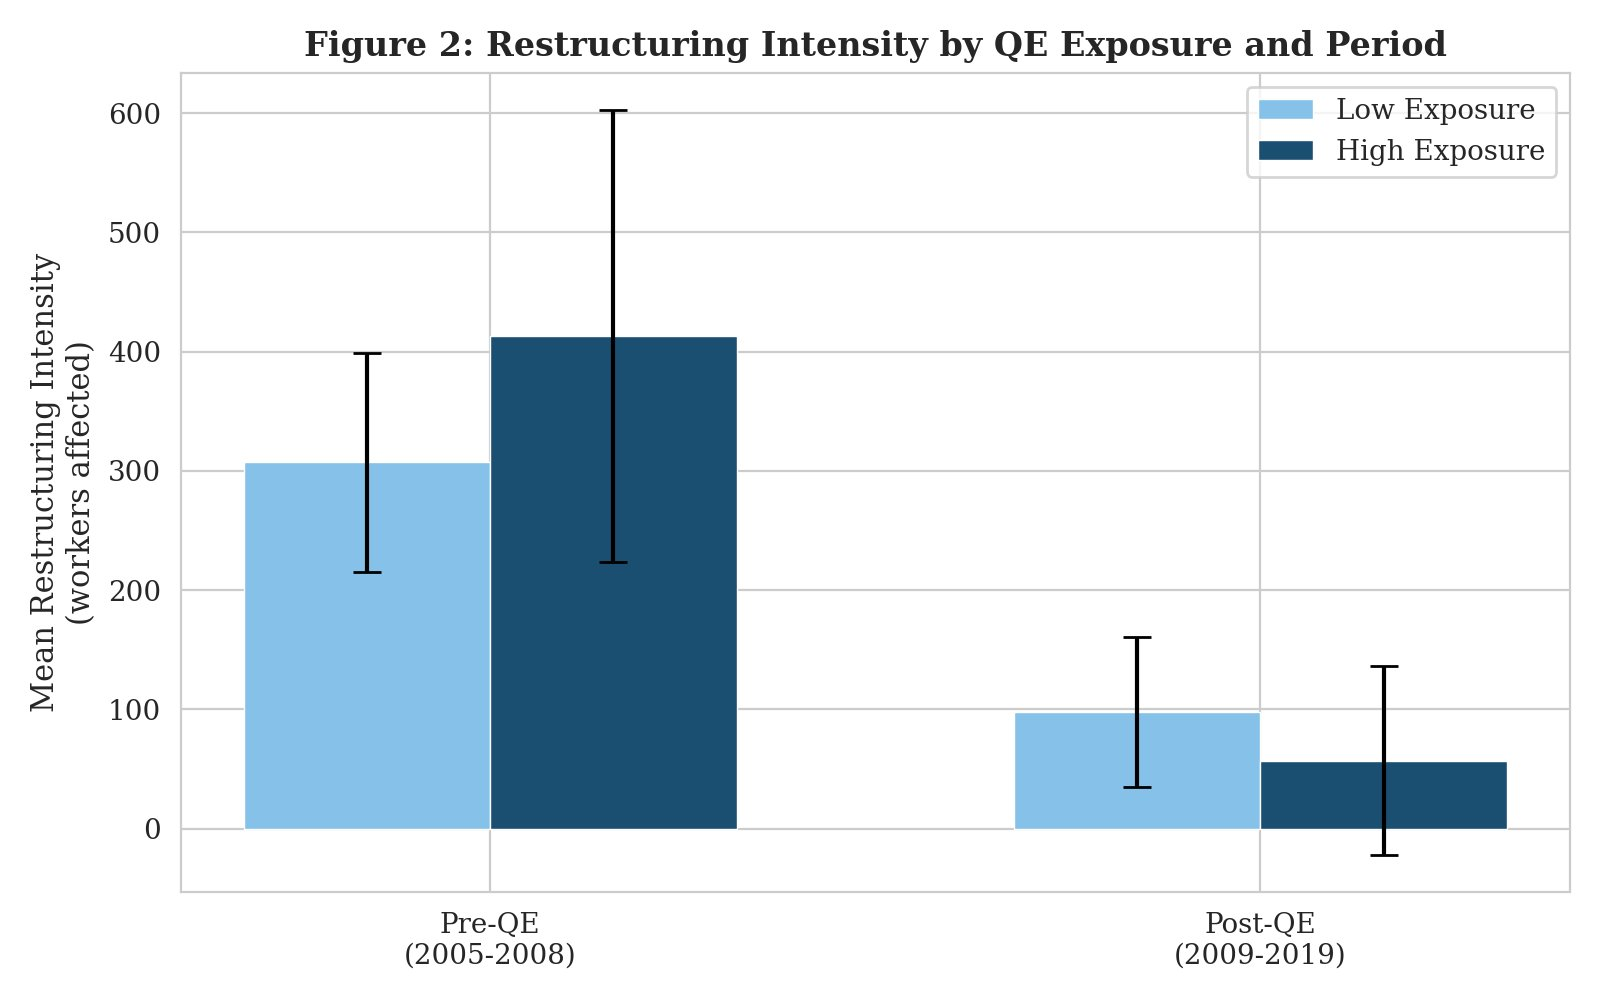 Figure 2: Restructuring Intensity by QE Exposure and Period
Low Exposure
High Exposure
Mean Restructuring Intensity
(workers affected)
600
500
400
300
200
100
0
Pre-QE
(2005-2008)
Post-QE
(2009-2019)